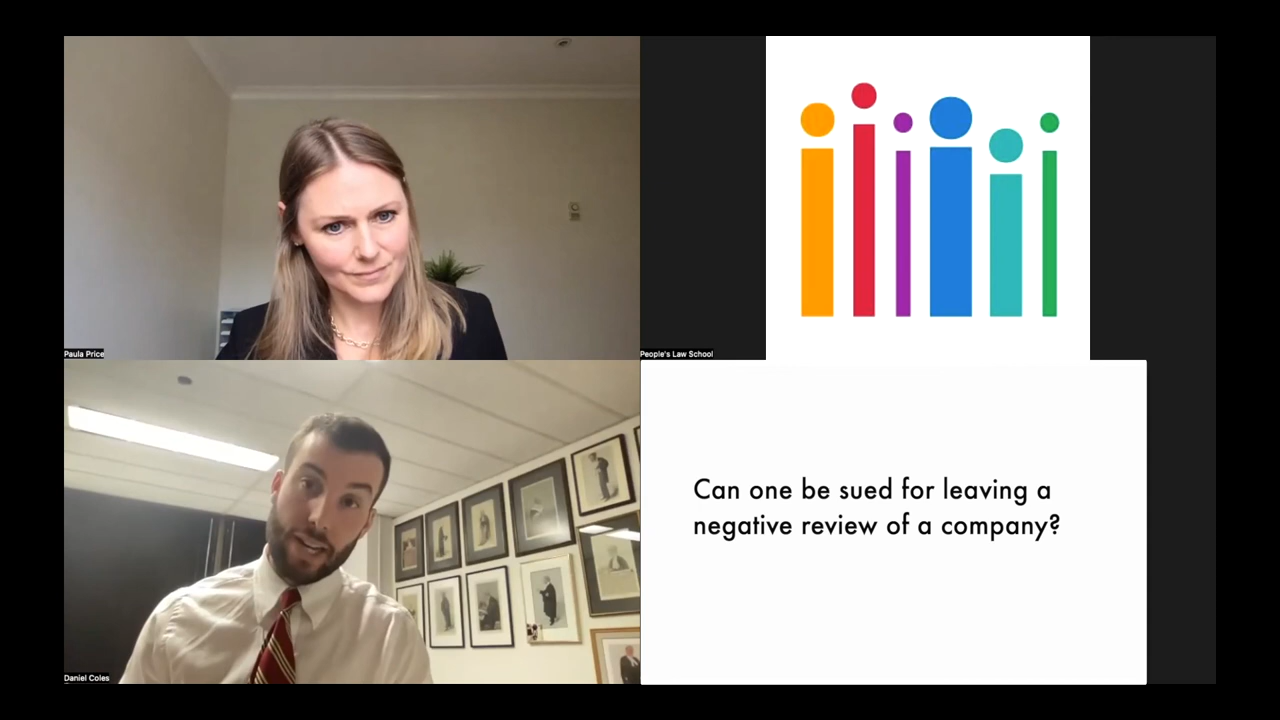 Paula Price
People's Law School
Daniel Coles
Can one be sued for leaving a
negative review of a company?